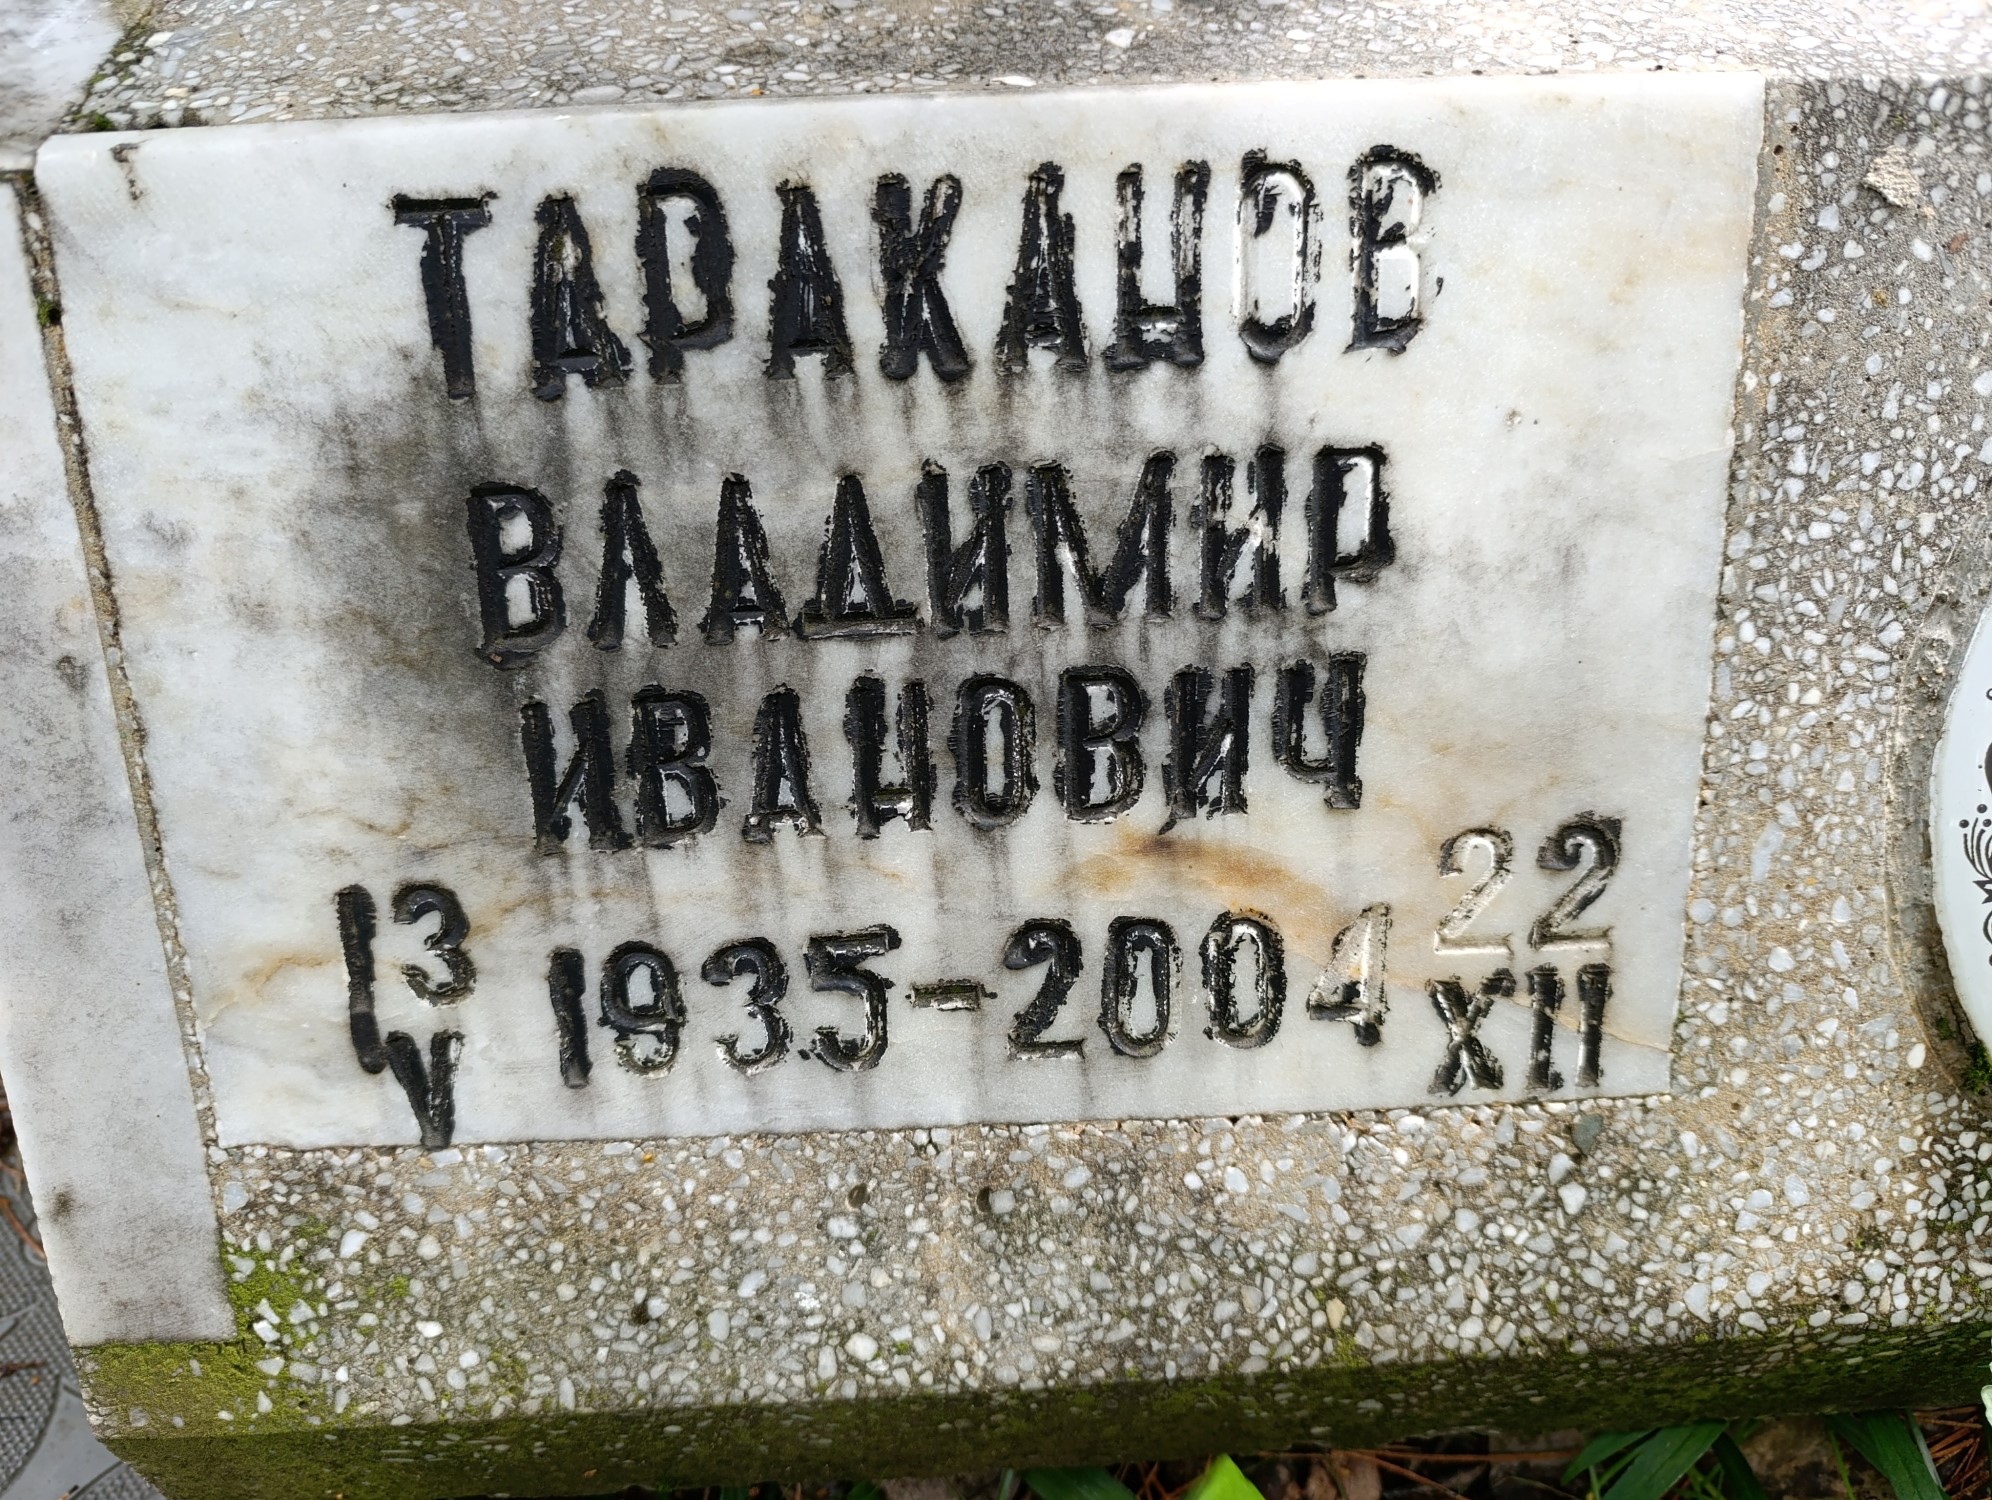 ТАРАКАНОВ
ВЛАДИМИР
ИВАНОВИЧ
13 V 1935-2004 22 XII